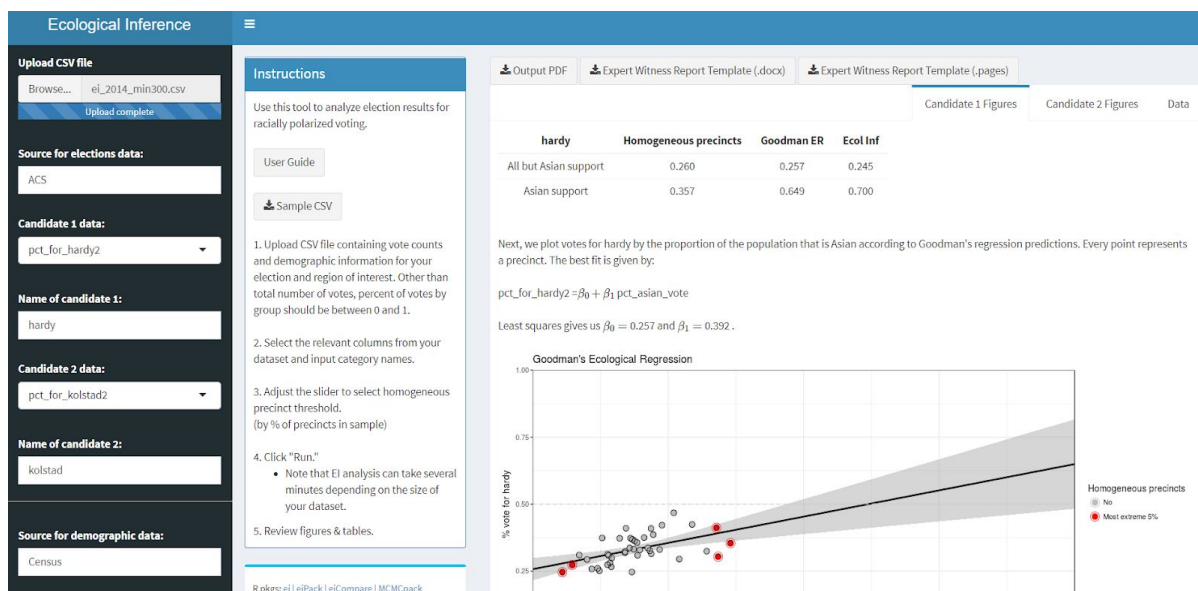 Ecological Inference
Upload CSV file
Browse... ei_2014_min300.csv
Upload complete
Source for elections data:
ACS
Candidate 1 data:
pct_for_hardy2
Name of candidate 1:
hardy
Candidate 2 data:
pct_for_kolstad2
Name of candidate 2:
kolstad
Source for demographic data:
Census
Instructions
Use this tool to analyze election results for
racially polarized voting.
User Guide
Sample CSV
1. Upload CSV file containing vote counts
and demographic information for your
election and region of interest. Other than
total number of votes, percent of votes by
group should be between 0 and 1.
2. Select the relevant columns from your
dataset and input category names.
3. Adjust the slider to select homogeneous
precinct threshold.
(by % of precincts in sample)
4. Click "Run."
• Note that EI analysis can take several
minutes depending on the size of
your dataset.
5. Review figures & tables.
R pkgs: ei | eiPack | eiCompare | MCMCpack
Output PDF Expert Witness Report Template (.docx) Expert Witness Report Template (.pages)
Candidate 1 Figures Candidate 2 Figures Data
hardy Homogeneous precincts Goodman ER Ecol Inf
All but Asian support 0.260 0.257 0.245
Asian support 0.357 0.649 0.700
Next, we plot votes for hardy by the proportion of the population that is Asian according to Goodman's regression predictions. Every point represents
a precinct. The best fit is given by:
pct_for_hardy2 =β0 + β1 pct_asian_vote
Least squares gives us β0 = 0.257 and β1 = 0.392 .
Goodman's Ecological Regression
1.00
0.75
0.50
0.25
% vote for hardy
Homogeneous precincts
No
Most extreme 5%